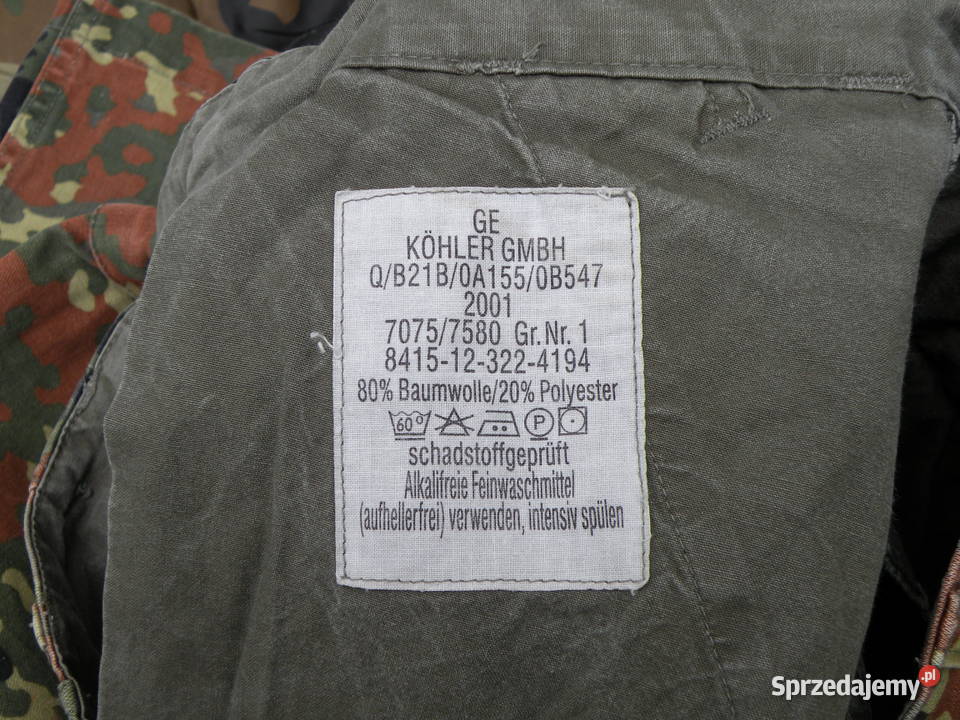 GE
KÖHLER GMBH
Q/B21B/0A155/0B547
2001
7075/7580 Gr. Nr. 1
8415-12-322-4194
80% Baumwolle/20% Polyester
60° P
schadstoffgeprüft
Alkalifreie Feinwaschmittel
(aufhellerfrei) verwenden, intensiv spülen
Sprzedajemy.pl